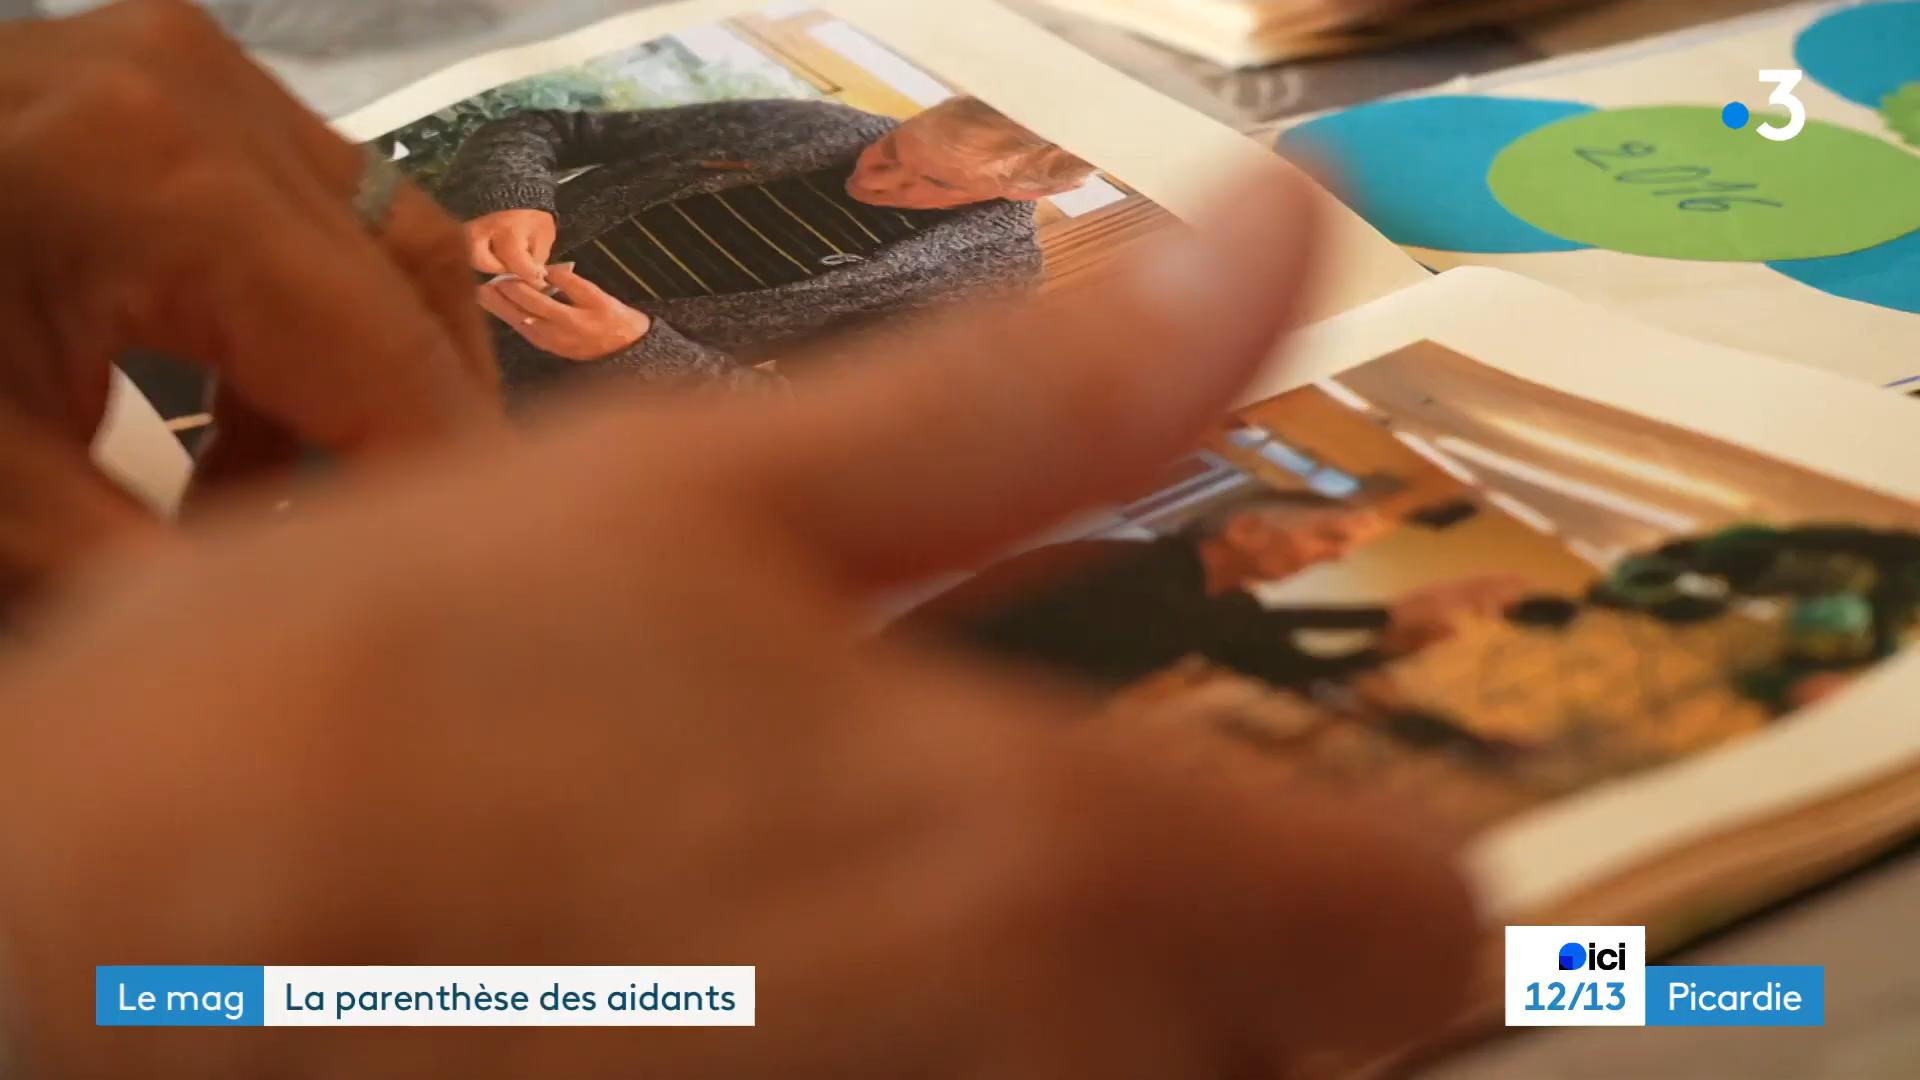 3
2016
ici
12/13
Picardie
Le mag
La parenthèse des aidants